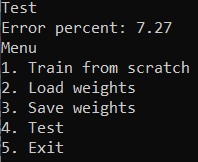 Test
Error percent: 7.27
Menu
1. Train from scratch
2. Load weights
3. Save weights
4. Test
5. Exit